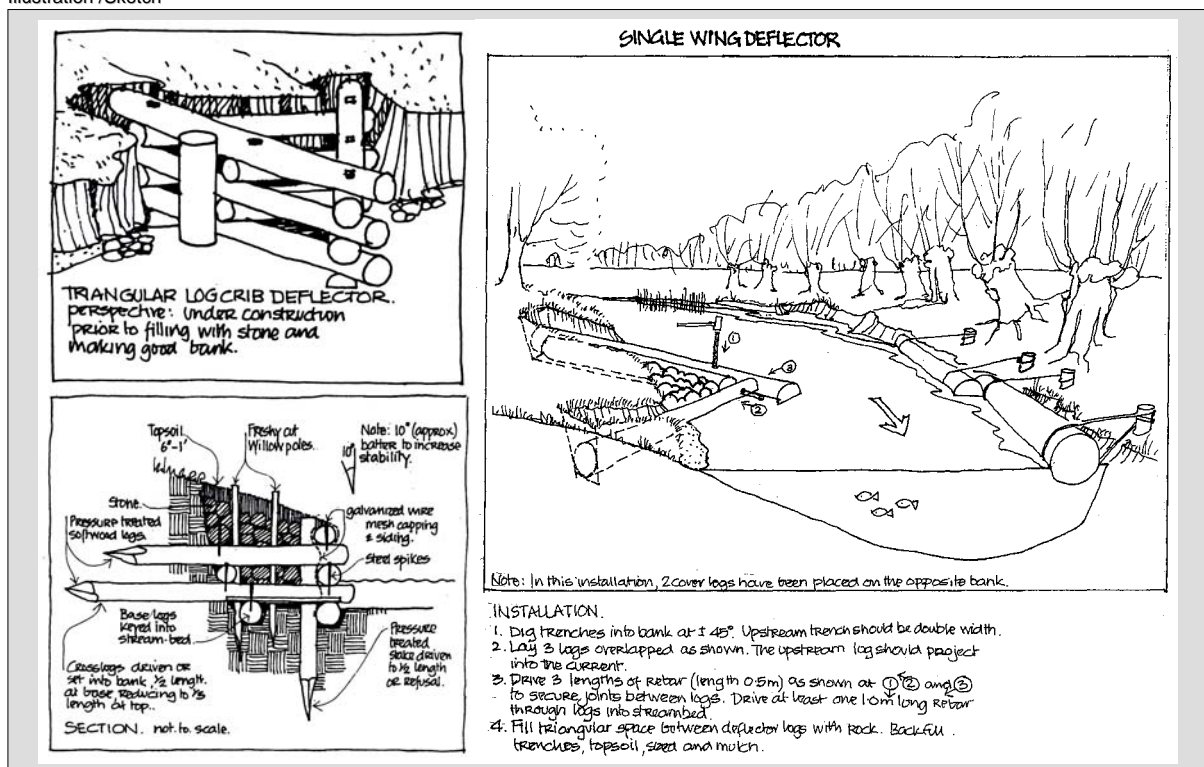 Illustration /Sketch
TRIANGULAR LOG CRIB DEFLECTOR.
perspective: under construction
prior to filling with stone and
making good bank.
Topsoil
6"-1'
Freshly cut
Willow poles.
Note: 10° (approx)
batter to increase
stability.
10°
Stone.
Pressure treated
softwood logs.
galvanized wire
mesh capping
& siding.
Steel spikes
Base logs
keyed into
stream-bed.
Pressure
treated
stake driven
to 1/2 length
or refusal.
Crosslogs driven or
set into bank, 1/2 length
at base reducing to 1/3
length at top..
SECTION. not. to. scale.
SINGLE WING DEFLECTOR
1
3
2
Note: In this installation, 2 cover logs have been placed on the opposite bank.
INSTALLATION.
1. Dig trenches into bank at ± 45°. Upstream trench should be double width.
2. Lay 3 logs overlapped as shown. The upstream log should project
into the current.
3. Drive 3 lengths of rebar (length 0.5m) as shown at ① ② and ③
to secure joints between logs. Drive at least one 1.0m long rebar
through logs into streambed.
4. Fill triangular space between deflector logs with rock. Backfill
trenches, topsoil, seed and mulch.